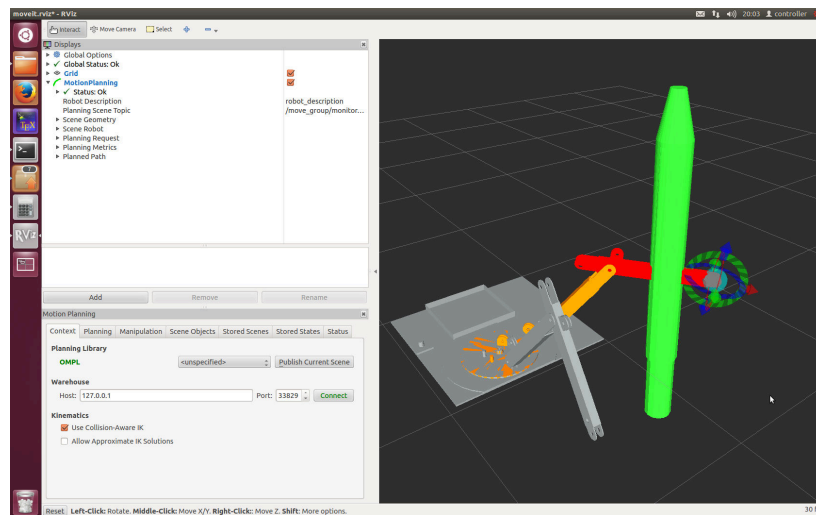 moveit.rviz* - RViz
20:03 controller
Interact Move Camera Select
Displays
Global Options
Global Status: Ok
Grid
MotionPlanning
Status: Ok
Robot Description robot_description
Planning Scene Topic /move_group/monitor...
Scene Geometry
Scene Robot
Planning Request
Planning Metrics
Planned Path
Add Remove Rename
Motion Planning
Context Planning Manipulation Scene Objects Stored Scenes Stored States Status
Planning Library
OMPL <unspecified> Publish Current Scene
Warehouse
Host: 127.0.0.1 Port: 33829 Connect
Kinematics
Use Collision-Aware IK
Allow Approximate IK Solutions
Reset Left-Click: Rotate. Middle-Click: Move X/Y. Right-Click:: Move Z. Shift: More options.
30 f
TEX
RVi